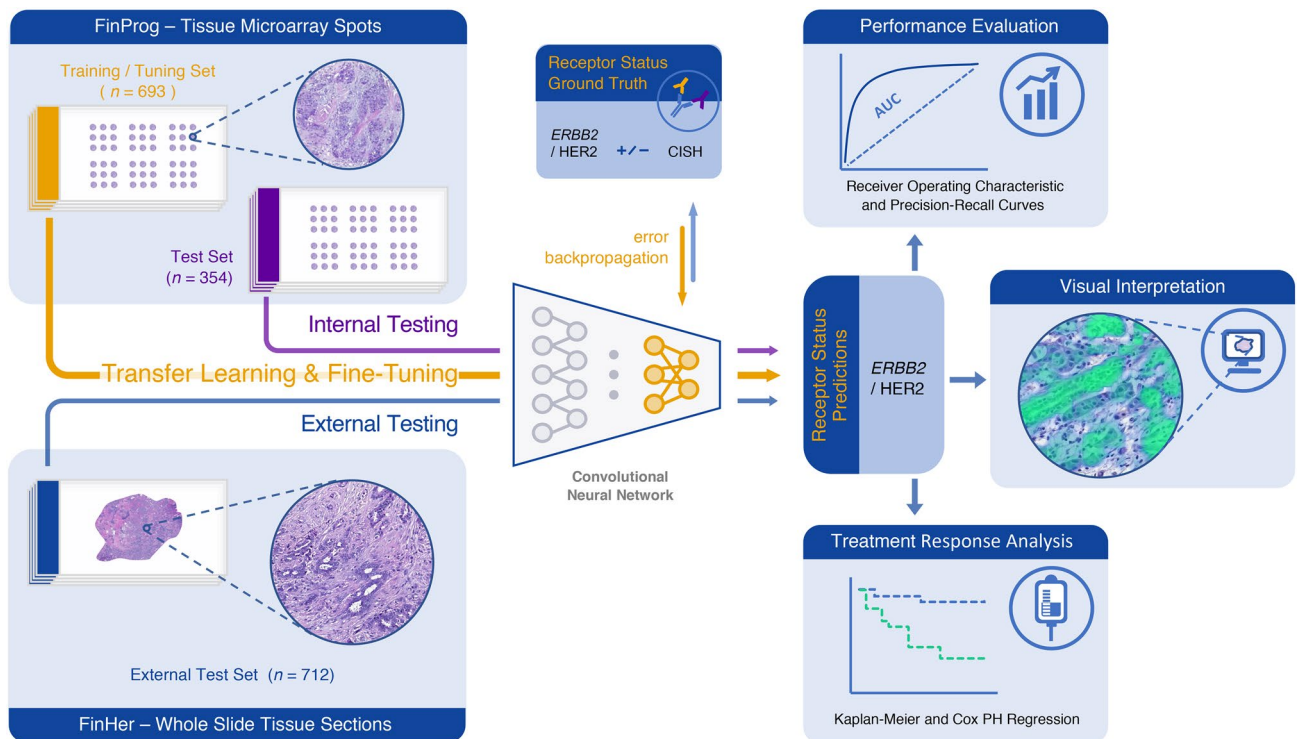 FinProg – Tissue Microarray Spots
Training / Tuning Set
( n = 693 )
Test Set
(n = 354)
Internal Testing
Transfer Learning & Fine-Tuning
External Testing
External Test Set (n = 712)
FinHer – Whole Slide Tissue Sections
Receptor Status
Ground Truth
ERBB2
/ HER2 +/− CISH
error
backpropagation
Convolutional
Neural Network
Receptor Status
Predictions
ERBB2
/ HER2
Performance Evaluation
AUC
Receiver Operating Characteristic
and Precision-Recall Curves
Visual Interpretation
Treatment Response Analysis
Kaplan-Meier and Cox PH Regression